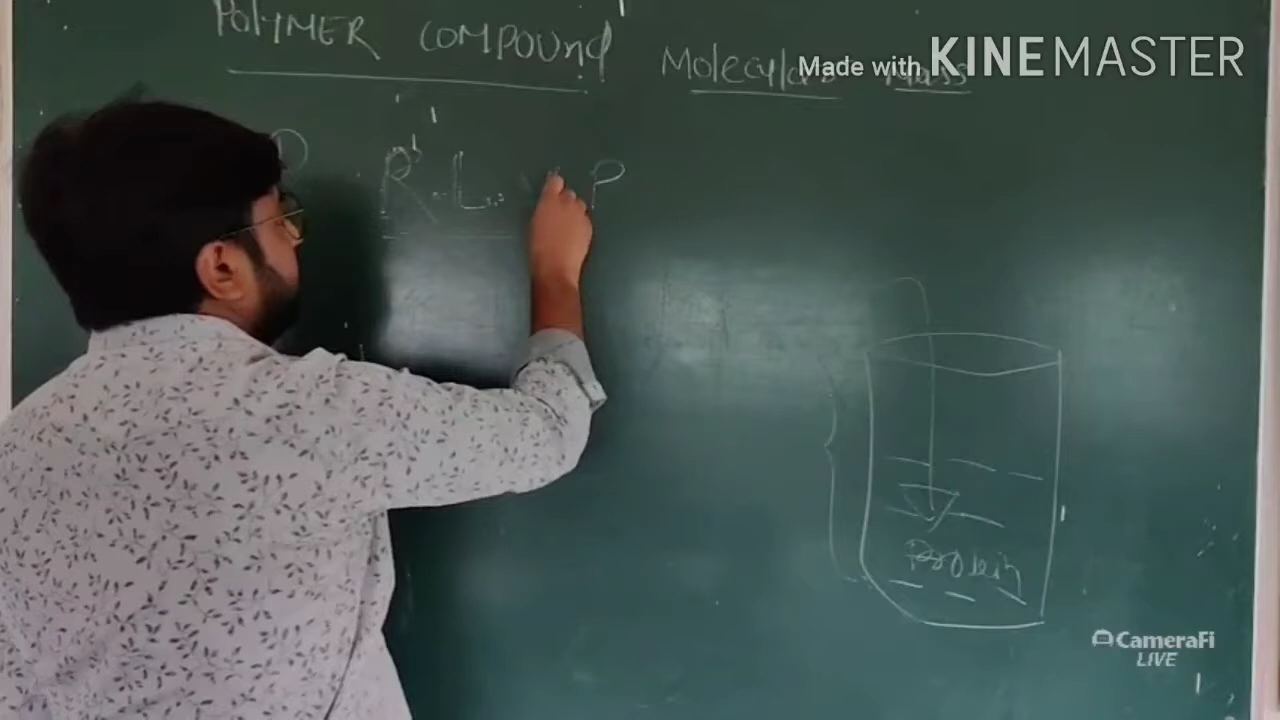 POlYMER COMPOUnd Molecular Mass
Made with KINEMASTER
R L P
Protein
CameraFi
LIVE